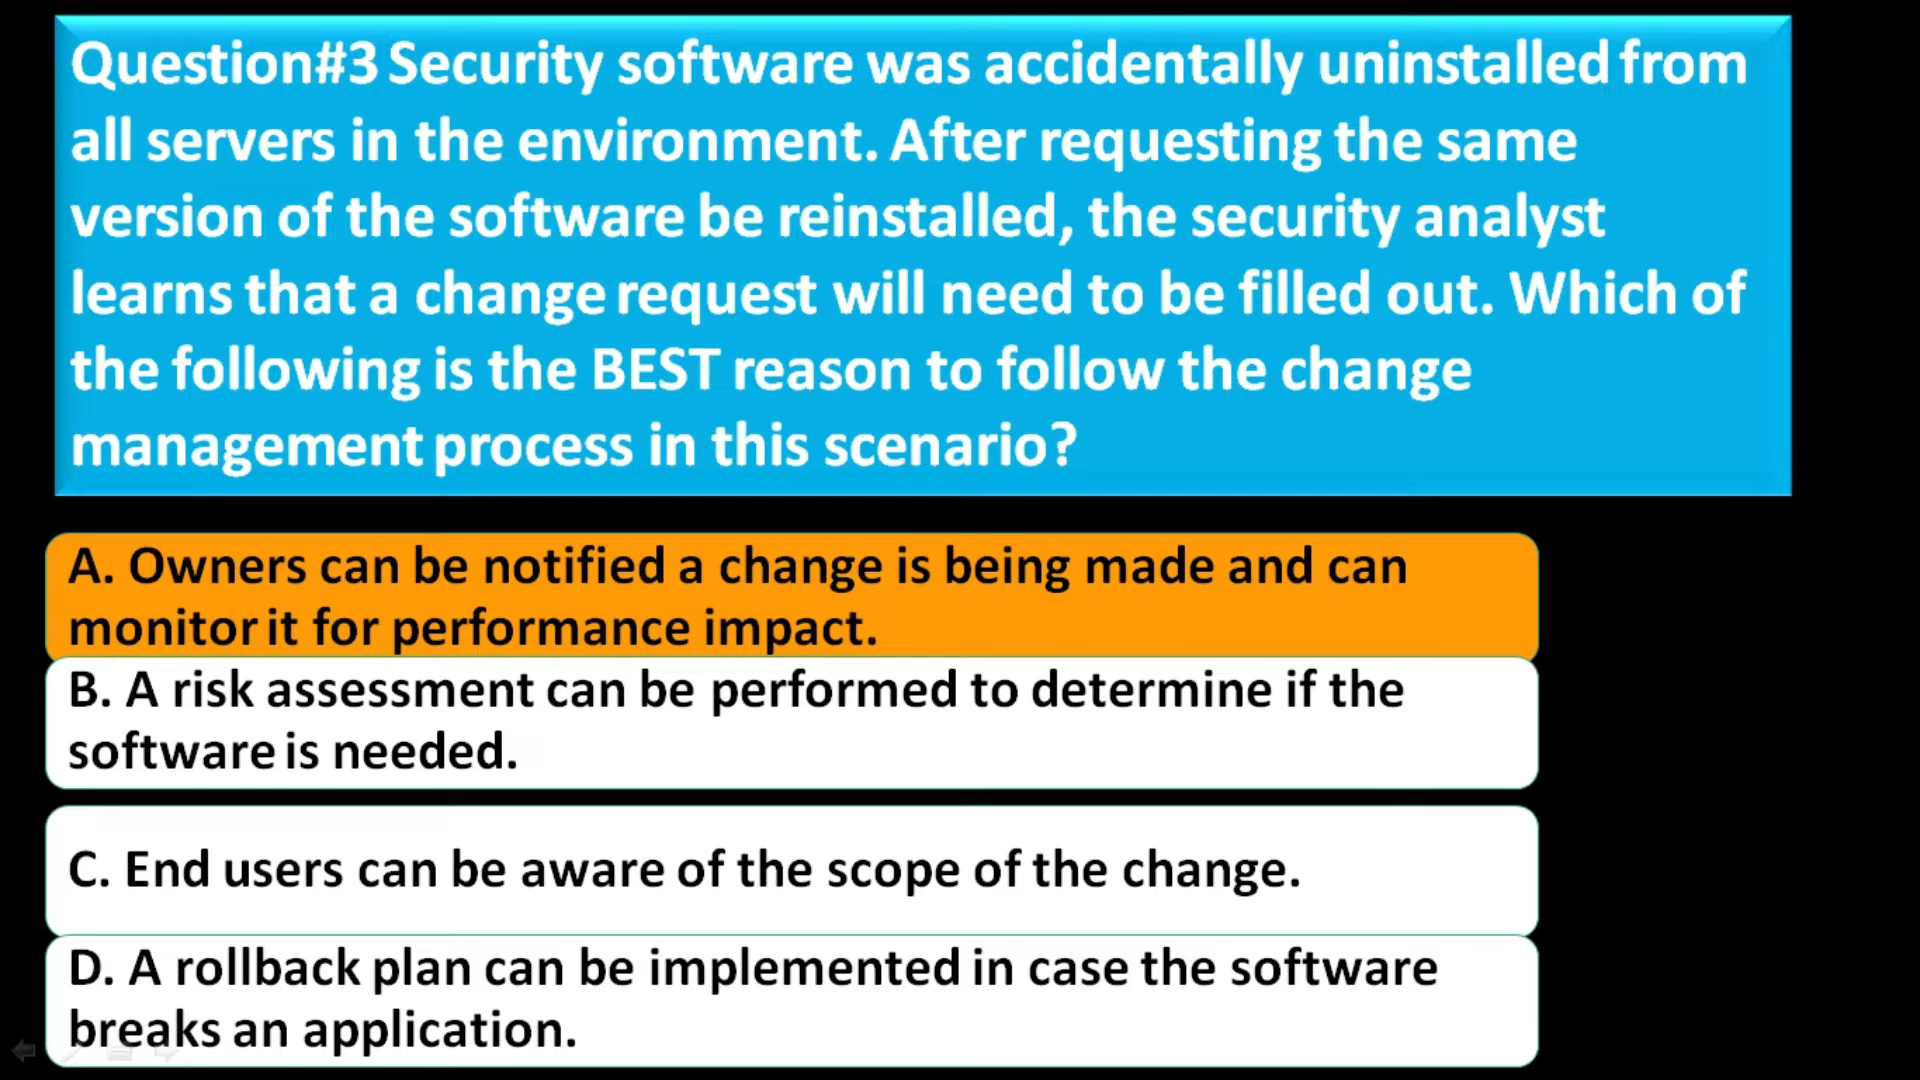 Question#3 Security software was accidentally uninstalled from
all servers in the environment. After requesting the same
version of the software be reinstalled, the security analyst
learns that a change request will need to be filled out. Which of
the following is the BEST reason to follow the change
management process in this scenario?
A. Owners can be notified a change is being made and can
monitor it for performance impact.
B. A risk assessment can be performed to determine if the
software is needed.
C. End users can be aware of the scope of the change.
D. A rollback plan can be implemented in case the software
breaks an application.